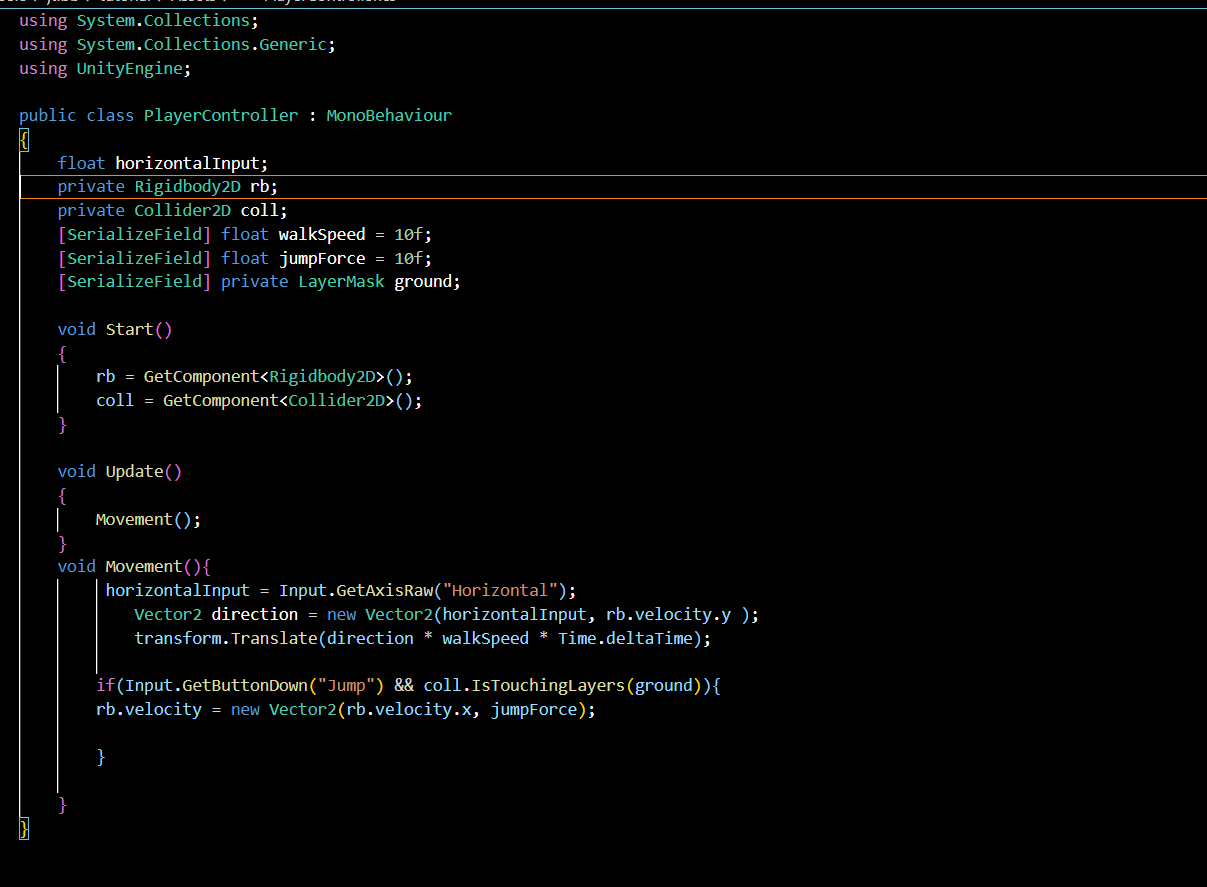 using System.Collections;
using System.Collections.Generic;
using UnityEngine;

public class PlayerController : MonoBehaviour
{
    float horizontalInput;
    private Rigidbody2D rb;
    private Collider2D coll;
    [SerializeField] float walkSpeed = 10f;
    [SerializeField] float jumpForce = 10f;
    [SerializeField] private LayerMask ground;

    void Start()
    {
        rb = GetComponent<Rigidbody2D>();
        coll = GetComponent<Collider2D>();
    }

    void Update()
    {
        Movement();
    }
    void Movement(){
         horizontalInput = Input.GetAxisRaw("Horizontal");
            Vector2 direction = new Vector2(horizontalInput, rb.velocity.y );
            transform.Translate(direction * walkSpeed * Time.deltaTime);

        if(Input.GetButtonDown("Jump") && coll.IsTouchingLayers(ground)){
        rb.velocity = new Vector2(rb.velocity.x, jumpForce);

        }

    }
}